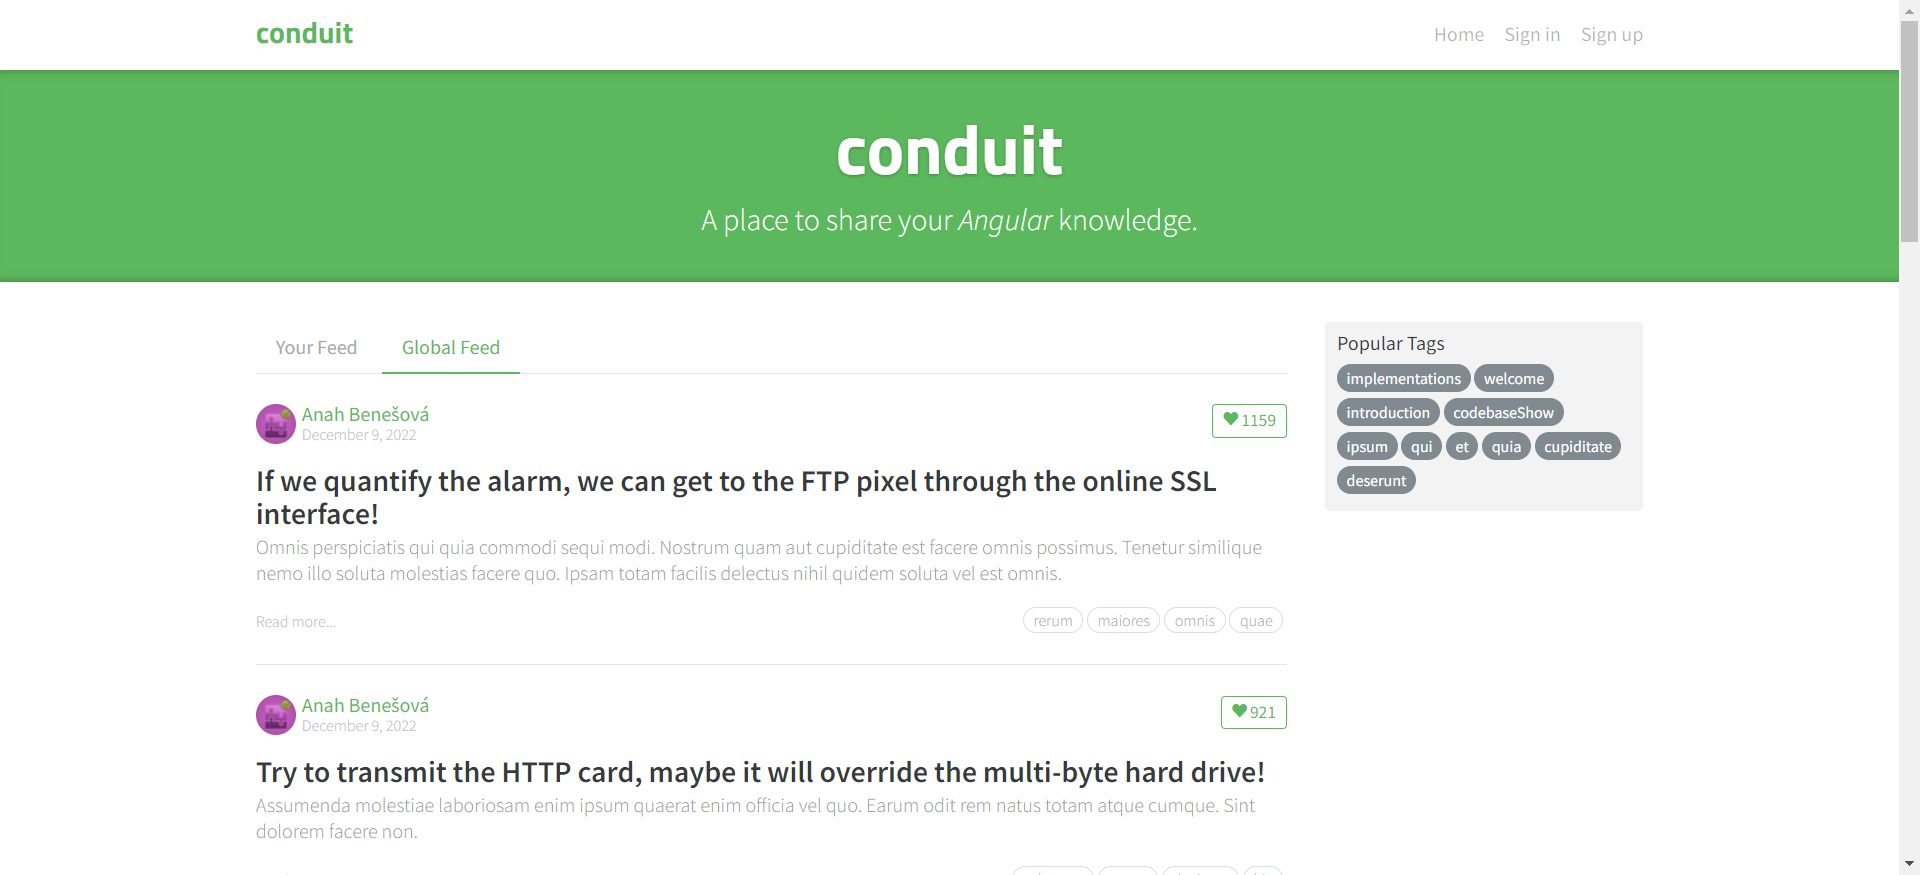 conduit
Home Sign in Sign up
conduit
A place to share your Angular knowledge.
Your Feed Global Feed
Anah Benešová
December 9, 2022
1159
If we quantify the alarm, we can get to the FTP pixel through the online SSL
interface!
Omnis perspiciatis qui quia commodi sequi modi. Nostrum quam aut cupiditate est facere omnis possimus. Tenetur similique
nemo illo soluta molestias facere quo. Ipsam totam facilis delectus nihil quidem soluta vel est omnis.
Read more...
rerum maiores omnis quae
Anah Benešová
December 9, 2022
921
Try to transmit the HTTP card, maybe it will override the multi-byte hard drive!
Assumenda molestiae laboriosam enim ipsum quaerat enim officia vel quo. Earum odit rem natus totam atque cumque. Sint
dolorem facere non.
Popular Tags
implementations welcome
introduction codebaseShow
ipsum qui et quia cupiditate
deserunt